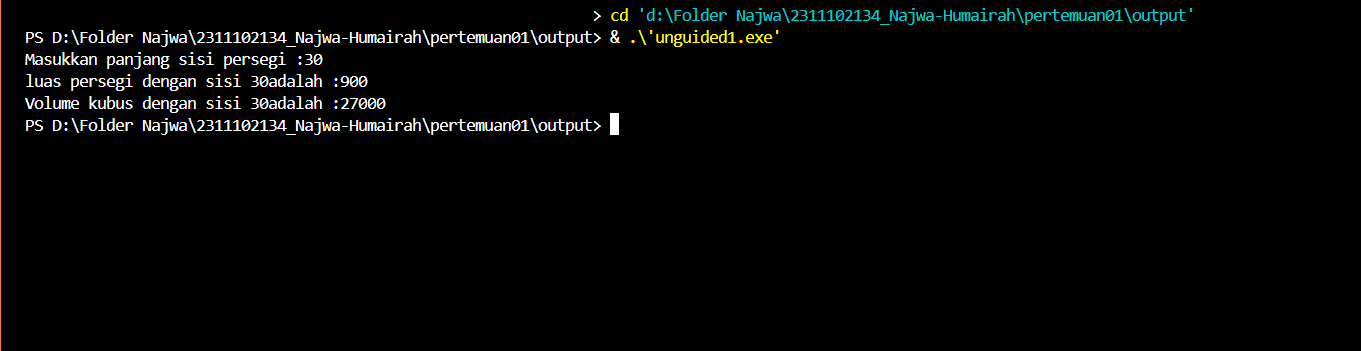 > cd 'd:\Folder Najwa\2311102134_Najwa-Humairah\pertemuan01\output'
PS D:\Folder Najwa\2311102134_Najwa-Humairah\pertemuan01\output> & .\'unguided1.exe'
Masukkan panjang sisi persegi :30
luas persegi dengan sisi 30adalah :900
Volume kubus dengan sisi 30adalah :27000
PS D:\Folder Najwa\2311102134_Najwa-Humairah\pertemuan01\output>